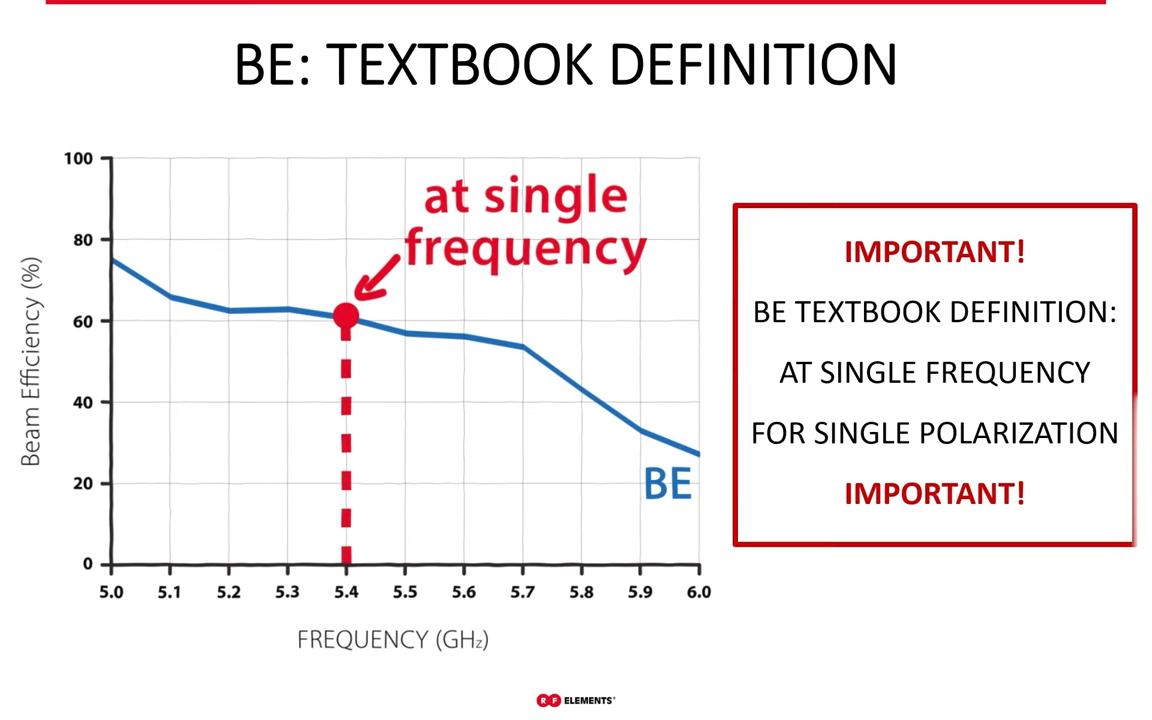 BE: TEXTBOOK DEFINITION
100
80
60
40
20
0
Beam Efficiency (%)
at single
frequency
BE
5.0 5.1 5.2 5.3 5.4 5.5 5.6 5.7 5.8 5.9 6.0
FREQUENCY (GHz)
IMPORTANT!
BE TEXTBOOK DEFINITION:
AT SINGLE FREQUENCY
FOR SINGLE POLARIZATION
IMPORTANT!
RF ELEMENTS